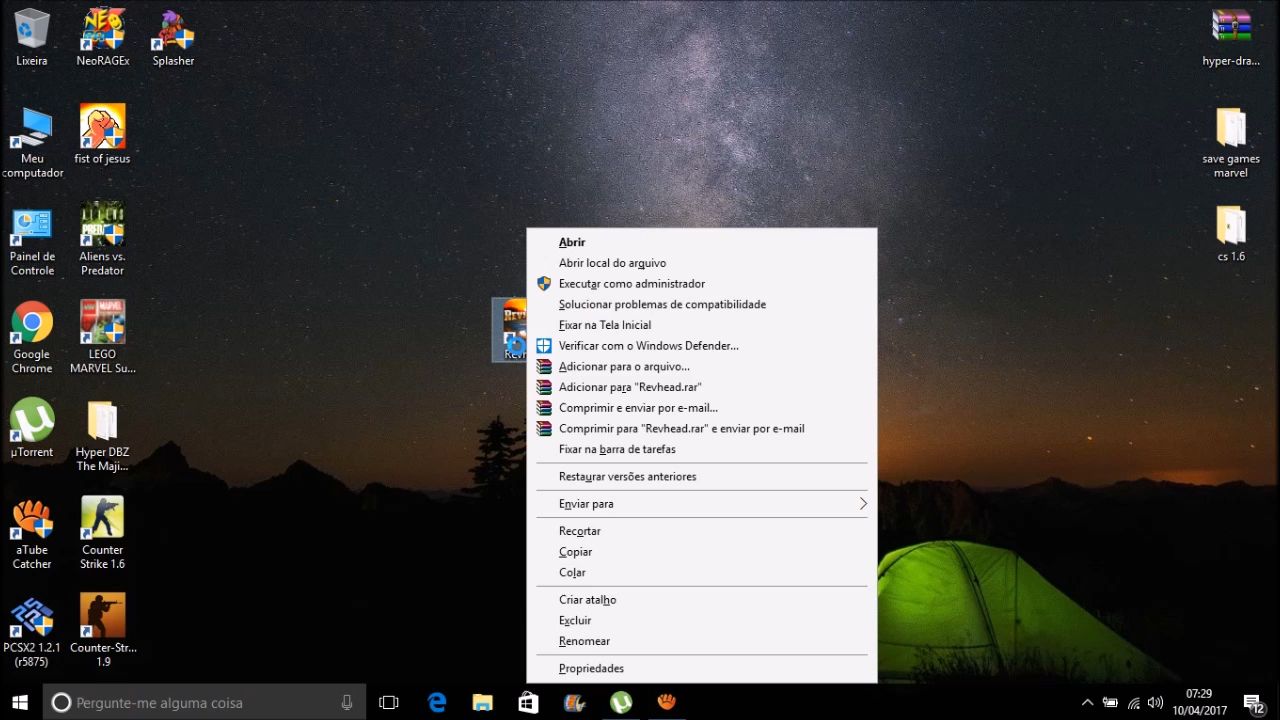 Lixeira
NeoRAGEx
Splasher
Meu
computador
fist of jesus
Painel de
Controle
Aliens vs.
Predator
Google
Chrome
LEGO
MARVEL Su...
µTorrent
Hyper DBZ
The Maji...
aTube
Catcher
Counter
Strike 1.6
PCSX2 1.2.1
(r5875)
Counter-Str...
1.9
hyper-dra...
save games
marvel
cs 1.6
Abrir
Abrir local do arquivo
Executar como administrador
Solucionar problemas de compatibilidade
Fixar na Tela Inicial
Verificar com o Windows Defender...
Adicionar para o arquivo...
Adicionar para "Revhead.rar"
Comprimir e enviar por e-mail...
Comprimir para "Revhead.rar" e enviar por e-mail
Fixar na barra de tarefas
Restaurar versões anteriores
Enviar para
Recortar
Copiar
Colar
Criar atalho
Excluir
Renomear
Propriedades
Pergunte-me alguma coisa
07:29
10/04/2017
12